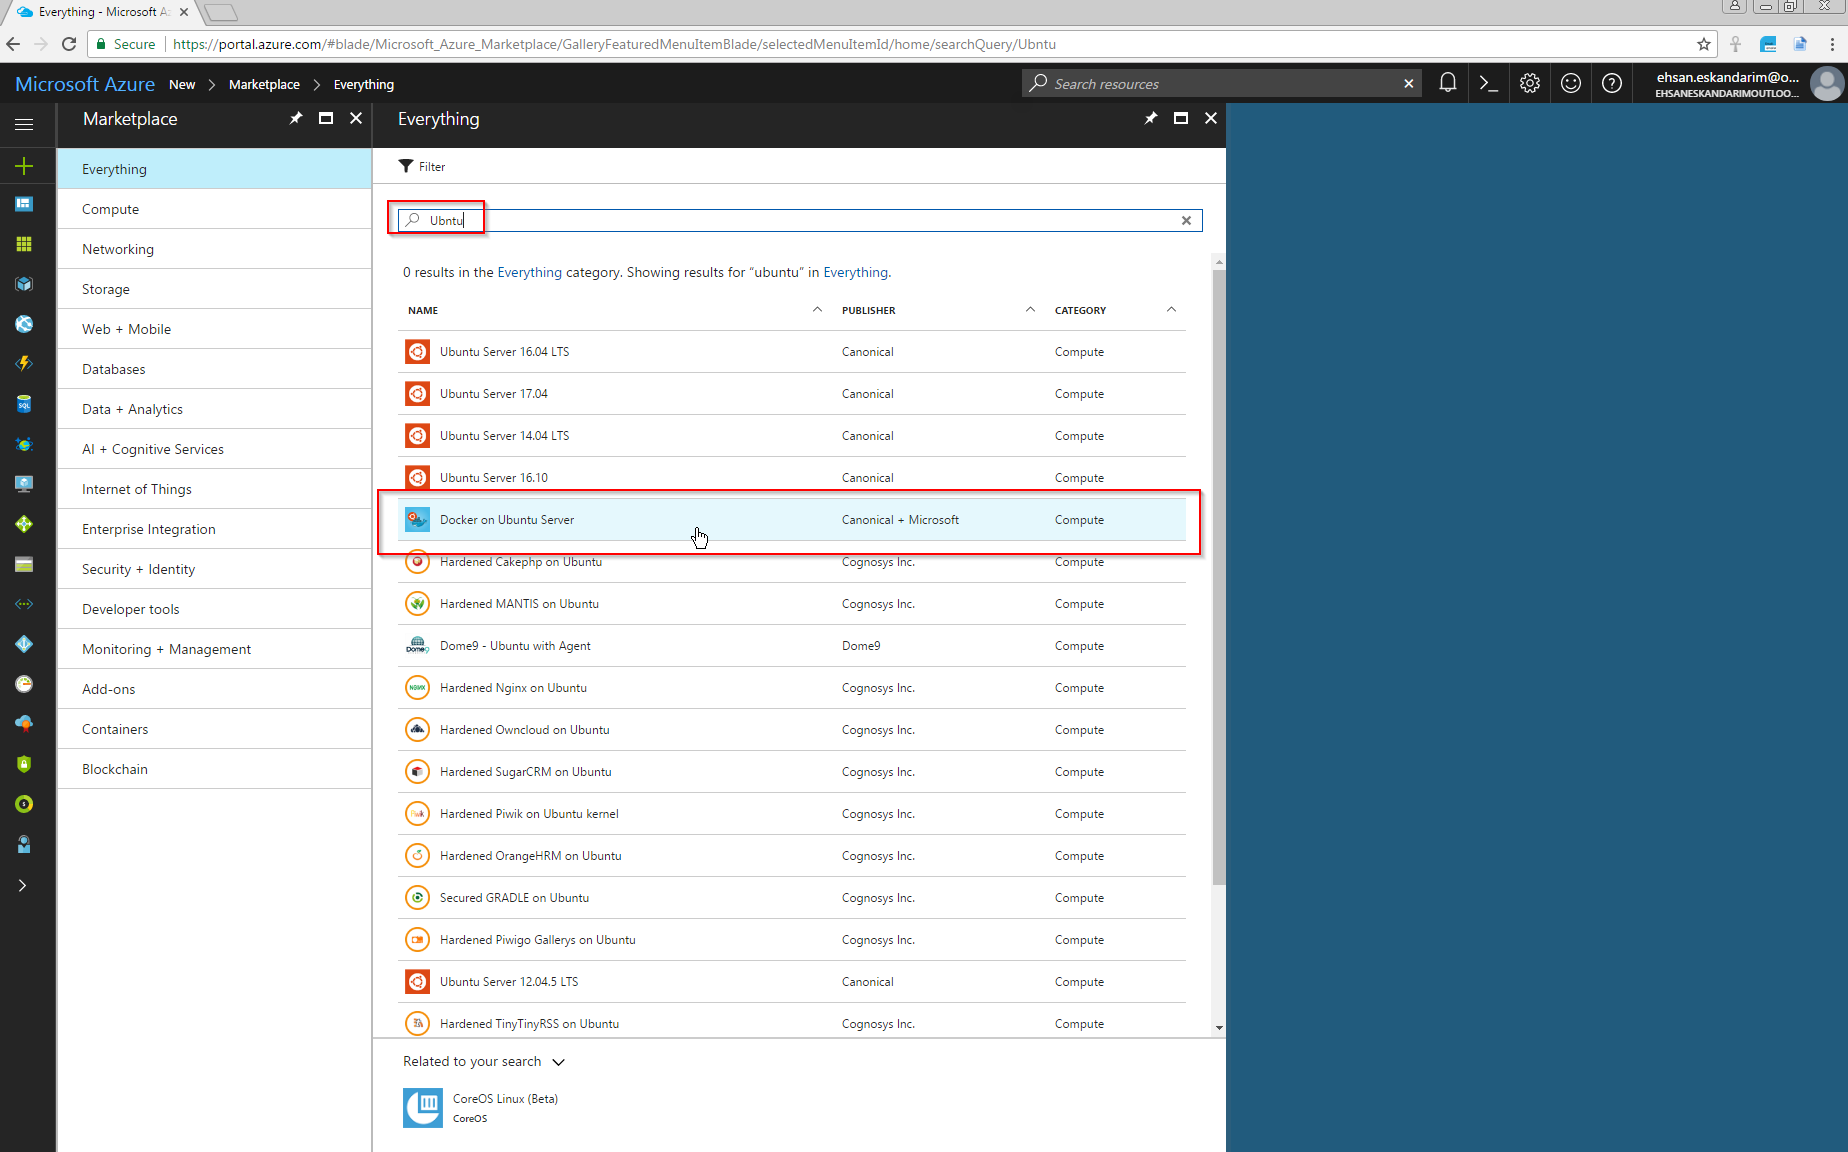 Everything - Microsoft A
Secure https://portal.azure.com/#blade/Microsoft_Azure_Marketplace/GalleryFeaturedMenuItemBlade/selectedMenuItemId/home/searchQuery/Ubntu
Microsoft Azure New > Marketplace > Everything
Search resources
ehsan.eskandarim@o...
EHSANESKANDARIMOUTLOO...
Marketplace
Everything
Compute
Networking
Storage
Web + Mobile
Databases
Data + Analytics
AI + Cognitive Services
Internet of Things
Enterprise Integration
Security + Identity
Developer tools
Monitoring + Management
Add-ons
Containers
Blockchain
Everything
Filter
Ubntu
0 results in the Everything category. Showing results for “ubuntu” in Everything.
NAME PUBLISHER CATEGORY
Ubuntu Server 16.04 LTS Canonical Compute
Ubuntu Server 17.04 Canonical Compute
Ubuntu Server 14.04 LTS Canonical Compute
Ubuntu Server 16.10 Canonical Compute
Docker on Ubuntu Server Canonical + Microsoft Compute
Hardened Cakephp on Ubuntu Cognosys Inc. Compute
Hardened MANTIS on Ubuntu Cognosys Inc. Compute
Dome9 - Ubuntu with Agent Dome9 Compute
Hardened Nginx on Ubuntu Cognosys Inc. Compute
Hardened Owncloud on Ubuntu Cognosys Inc. Compute
Hardened SugarCRM on Ubuntu Cognosys Inc. Compute
Hardened Piwik on Ubuntu kernel Cognosys Inc. Compute
Hardened OrangeHRM on Ubuntu Cognosys Inc. Compute
Secured GRADLE on Ubuntu Cognosys Inc. Compute
Hardened Piwigo Gallerys on Ubuntu Cognosys Inc. Compute
Ubuntu Server 12.04.5 LTS Canonical Compute
Hardened TinyTinyRSS on Ubuntu Cognosys Inc. Compute
Related to your search
CoreOS Linux (Beta)
CoreOS